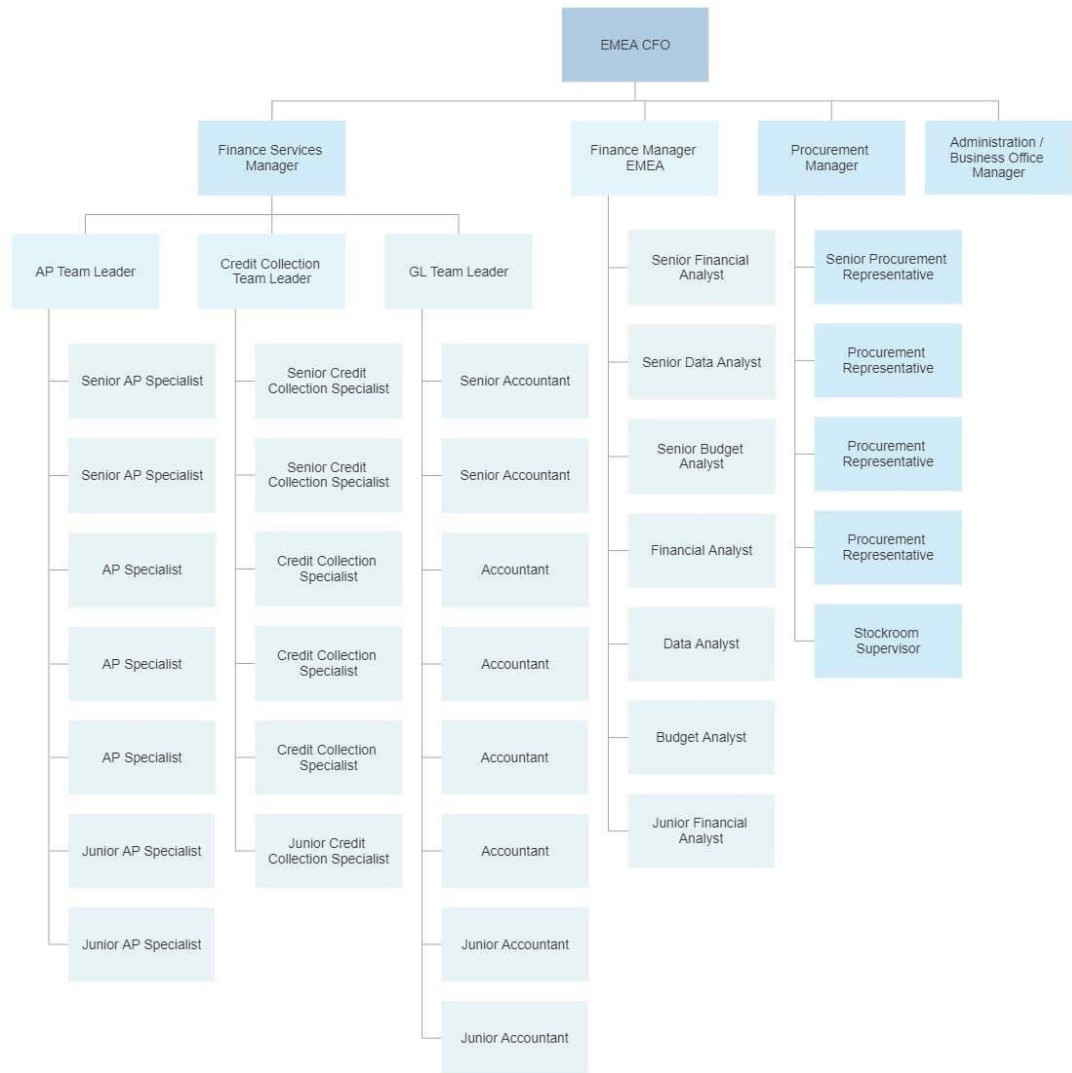 EMEA CFO
Finance Services
Manager
Finance Manager
EMEA
Procurement
Manager
Administration /
Business Office
Manager
AP Team Leader
Credit Collection
Team Leader
GL Team Leader
Senior AP Specialist
Senior AP Specialist
AP Specialist
AP Specialist
AP Specialist
Junior AP Specialist
Junior AP Specialist
Senior Credit
Collection Specialist
Senior Credit
Collection Specialist
Credit Collection
Specialist
Credit Collection
Specialist
Credit Collection
Specialist
Junior Credit
Collection Specialist
Senior Accountant
Senior Accountant
Accountant
Accountant
Accountant
Accountant
Junior Accountant
Junior Accountant
Senior Financial
Analyst
Senior Data Analyst
Senior Budget
Analyst
Financial Analyst
Data Analyst
Budget Analyst
Junior Financial
Analyst
Senior Procurement
Representative
Procurement
Representative
Procurement
Representative
Procurement
Representative
Stockroom
Supervisor